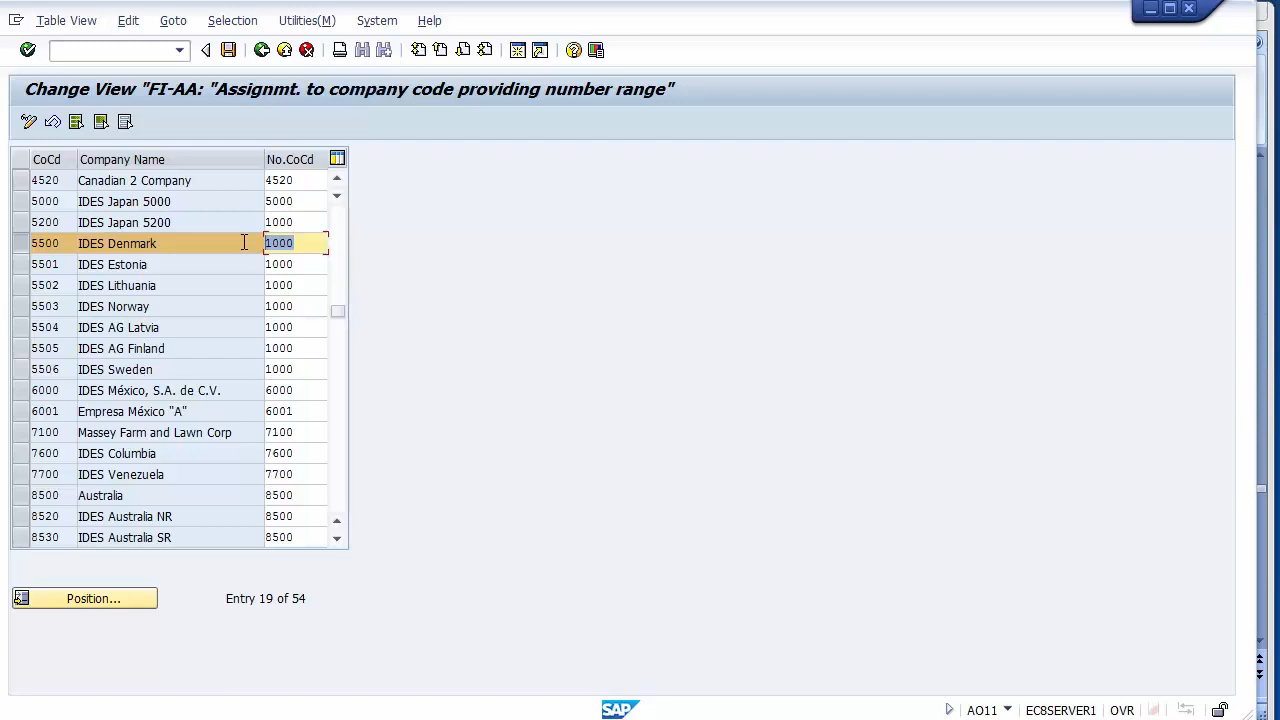 Table View Edit Goto Selection Utilities(M) System Help
Change View "FI-AA: "Assignmt. to company code providing number range"
CoCd Company Name No.CoCd
4520 Canadian 2 Company 4520
5000 IDES Japan 5000 5000
5200 IDES Japan 5200 1000
5500 IDES Denmark 1000
5501 IDES Estonia 1000
5502 IDES Lithuania 1000
5503 IDES Norway 1000
5504 IDES AG Latvia 1000
5505 IDES AG Finland 1000
5506 IDES Sweden 1000
6000 IDES México, S.A. de C.V. 6000
6001 Empresa México "A" 6001
7100 Massey Farm and Lawn Corp 7100
7600 IDES Columbia 7600
7700 IDES Venezuela 7700
8500 Australia 8500
8520 IDES Australia NR 8500
8530 IDES Australia SR 8500
Position... Entry 19 of 54
SAP AO11 ECSSERVER1 OVR